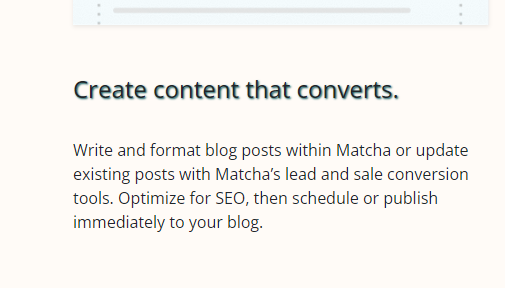 Create content that converts.
Write and format blog posts within Matcha or update
existing posts with Matcha’s lead and sale conversion
tools. Optimize for SEO, then schedule or publish
immediately to your blog.